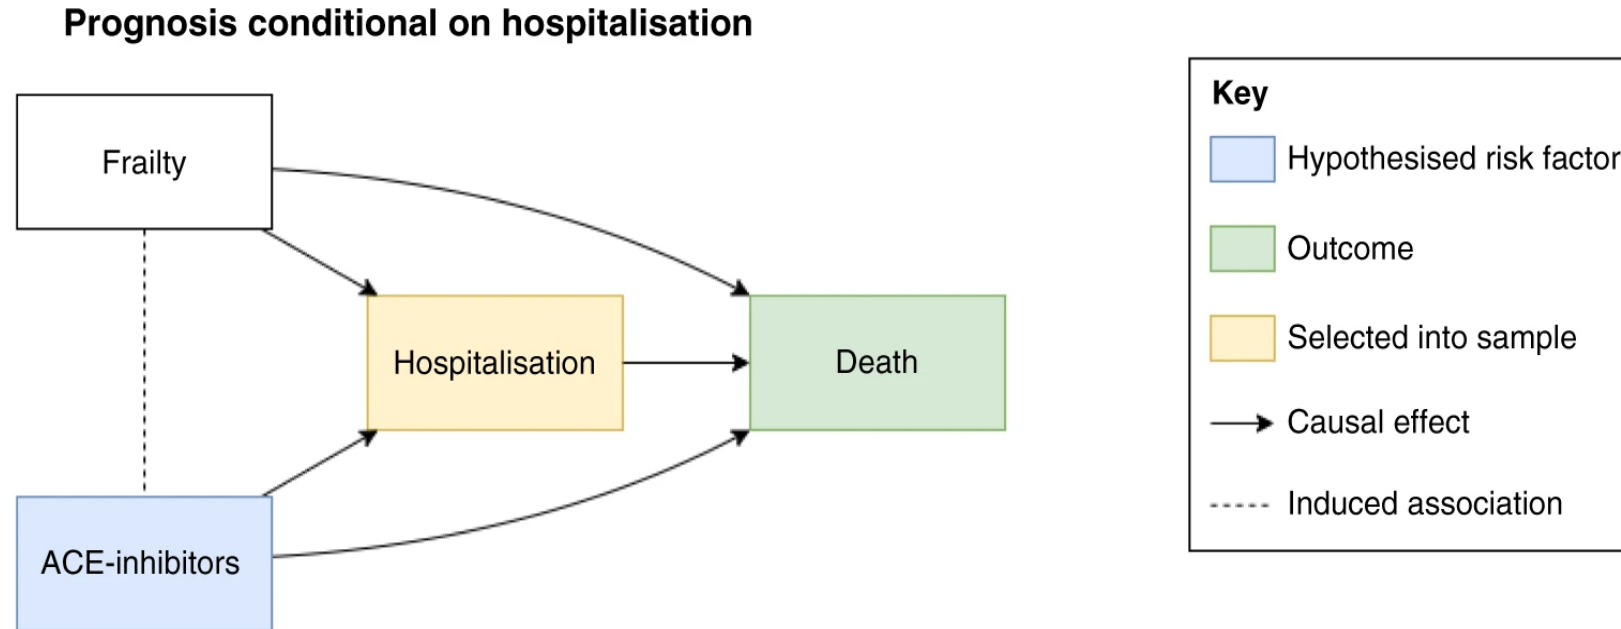 Prognosis conditional on hospitalisation
Frailty
Hospitalisation
Death
ACE-inhibitors
Key
Hypothesised risk factor
Outcome
Selected into sample
Causal effect
Induced association